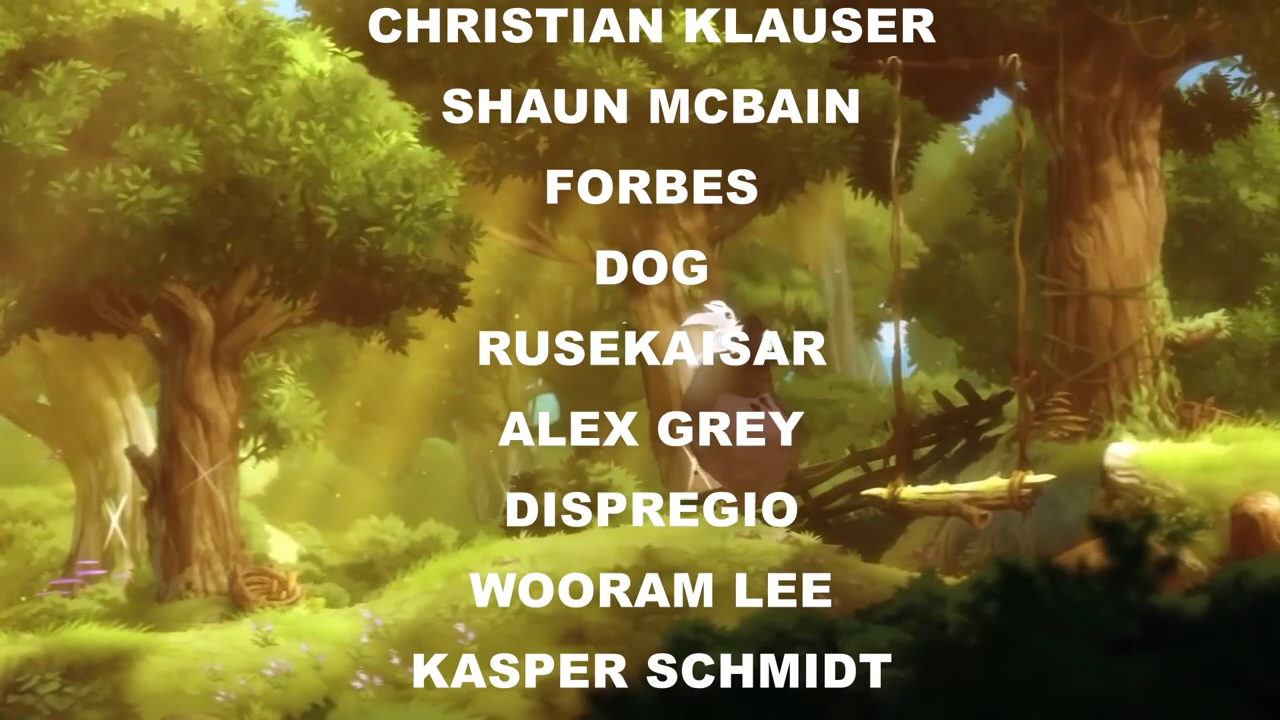 CHRISTIAN KLAUSER
SHAUN MCBAIN
FORBES
DOG
RUSEKAISAR
ALEX GREY
DISPREGIO
WOORAM LEE
KASPER SCHMIDT